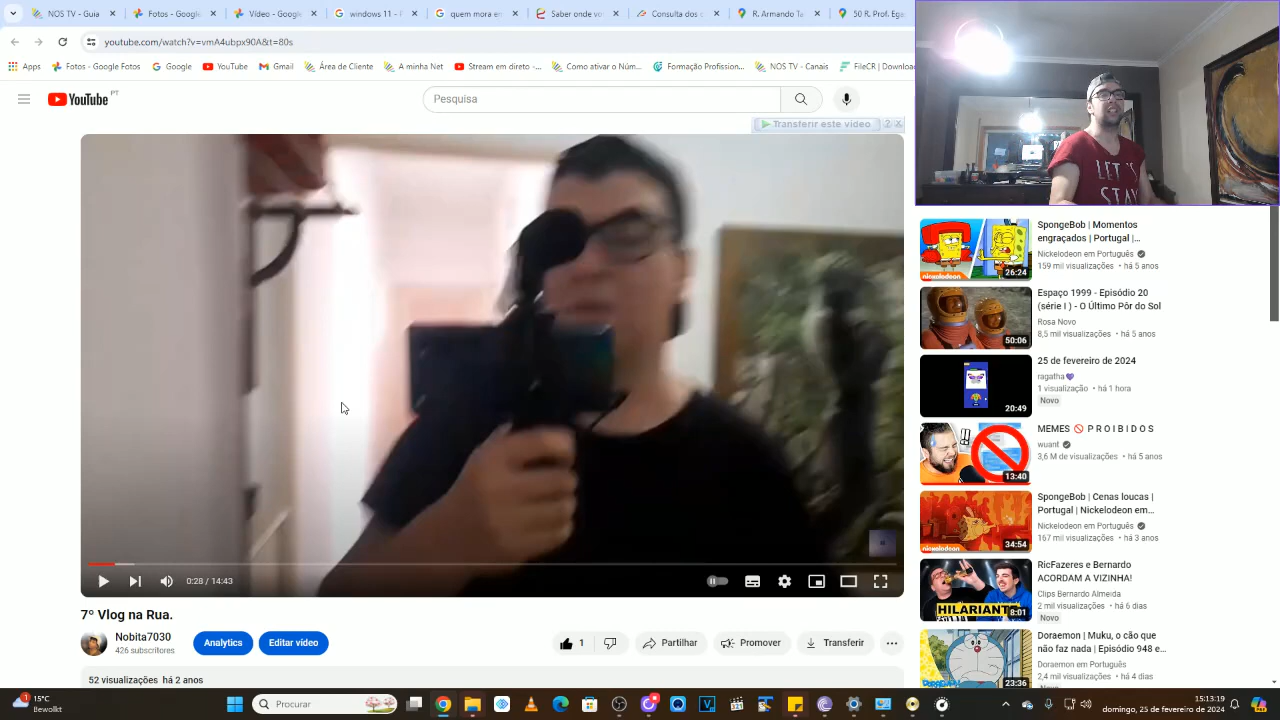 NOS TV - Strea
Fotos - Goog
windows 11 -
quem mora en
Saber onde vo
Consulta dos
R. Armando Ta
50 R. Prof. Ega
youtube.com/watch?v=vmA4ubpx90A&t=80s
Apps
Fotos - Google Fotos
Google
YouTube
Gmail
Área de Cliente
A minha Net
Stream em direto -...
Como ativar o Núm...
Formação Profission...
NOS TV - Canais
FileCR | Downloa
YouTube PT
Pesquisa
Transferir este vídeo ? X
LET'S
STAY
SpongeBob | Momentos
engraçados | Portugal |...
Nickelodeon em Português
159 mil visualizações • há 5 anos
nickelodeon
26:24
Espaço 1999 - Episódio 20
(série I ) - O Último Pôr do Sol
Rosa Novo
8,5 mil visualizações • há 5 anos
50:06
25 de fevereiro de 2024
ragatha💜
1 visualização • há 1 hora
Novo
20:49
MEMES 🚫 P R O I B I D O S
wuant
3,6 M de visualizações • há 5 anos
13:40
SpongeBob | Cenas loucas |
Portugal | Nickelodeon em...
Nickelodeon em Português
167 mil visualizações • há 3 anos
nickelodeon
34:54
RicFazeres e Bernardo
ACORDAM A VIZINHA!
Clips Bernardo Almeida
2 mil visualizações • há 6 dias
Novo
HILARIANTE
8:01
Doraemon | Muku, o cão que
não faz nada | Episódio 948 e...
Doraemon em Português
2,4 mil visualizações • há 4 dias
23:36
0:28 / 14:43
7º Vlog na Rua.
Nobita7030
426 subscritores
Analytics
Editar vídeo
Partilhar
Promover
Transferir
52 visualizações há 2 anos
15°C
Bewolkt
Procurar
15:13:19
domingo, 25 de fevereiro de 2024